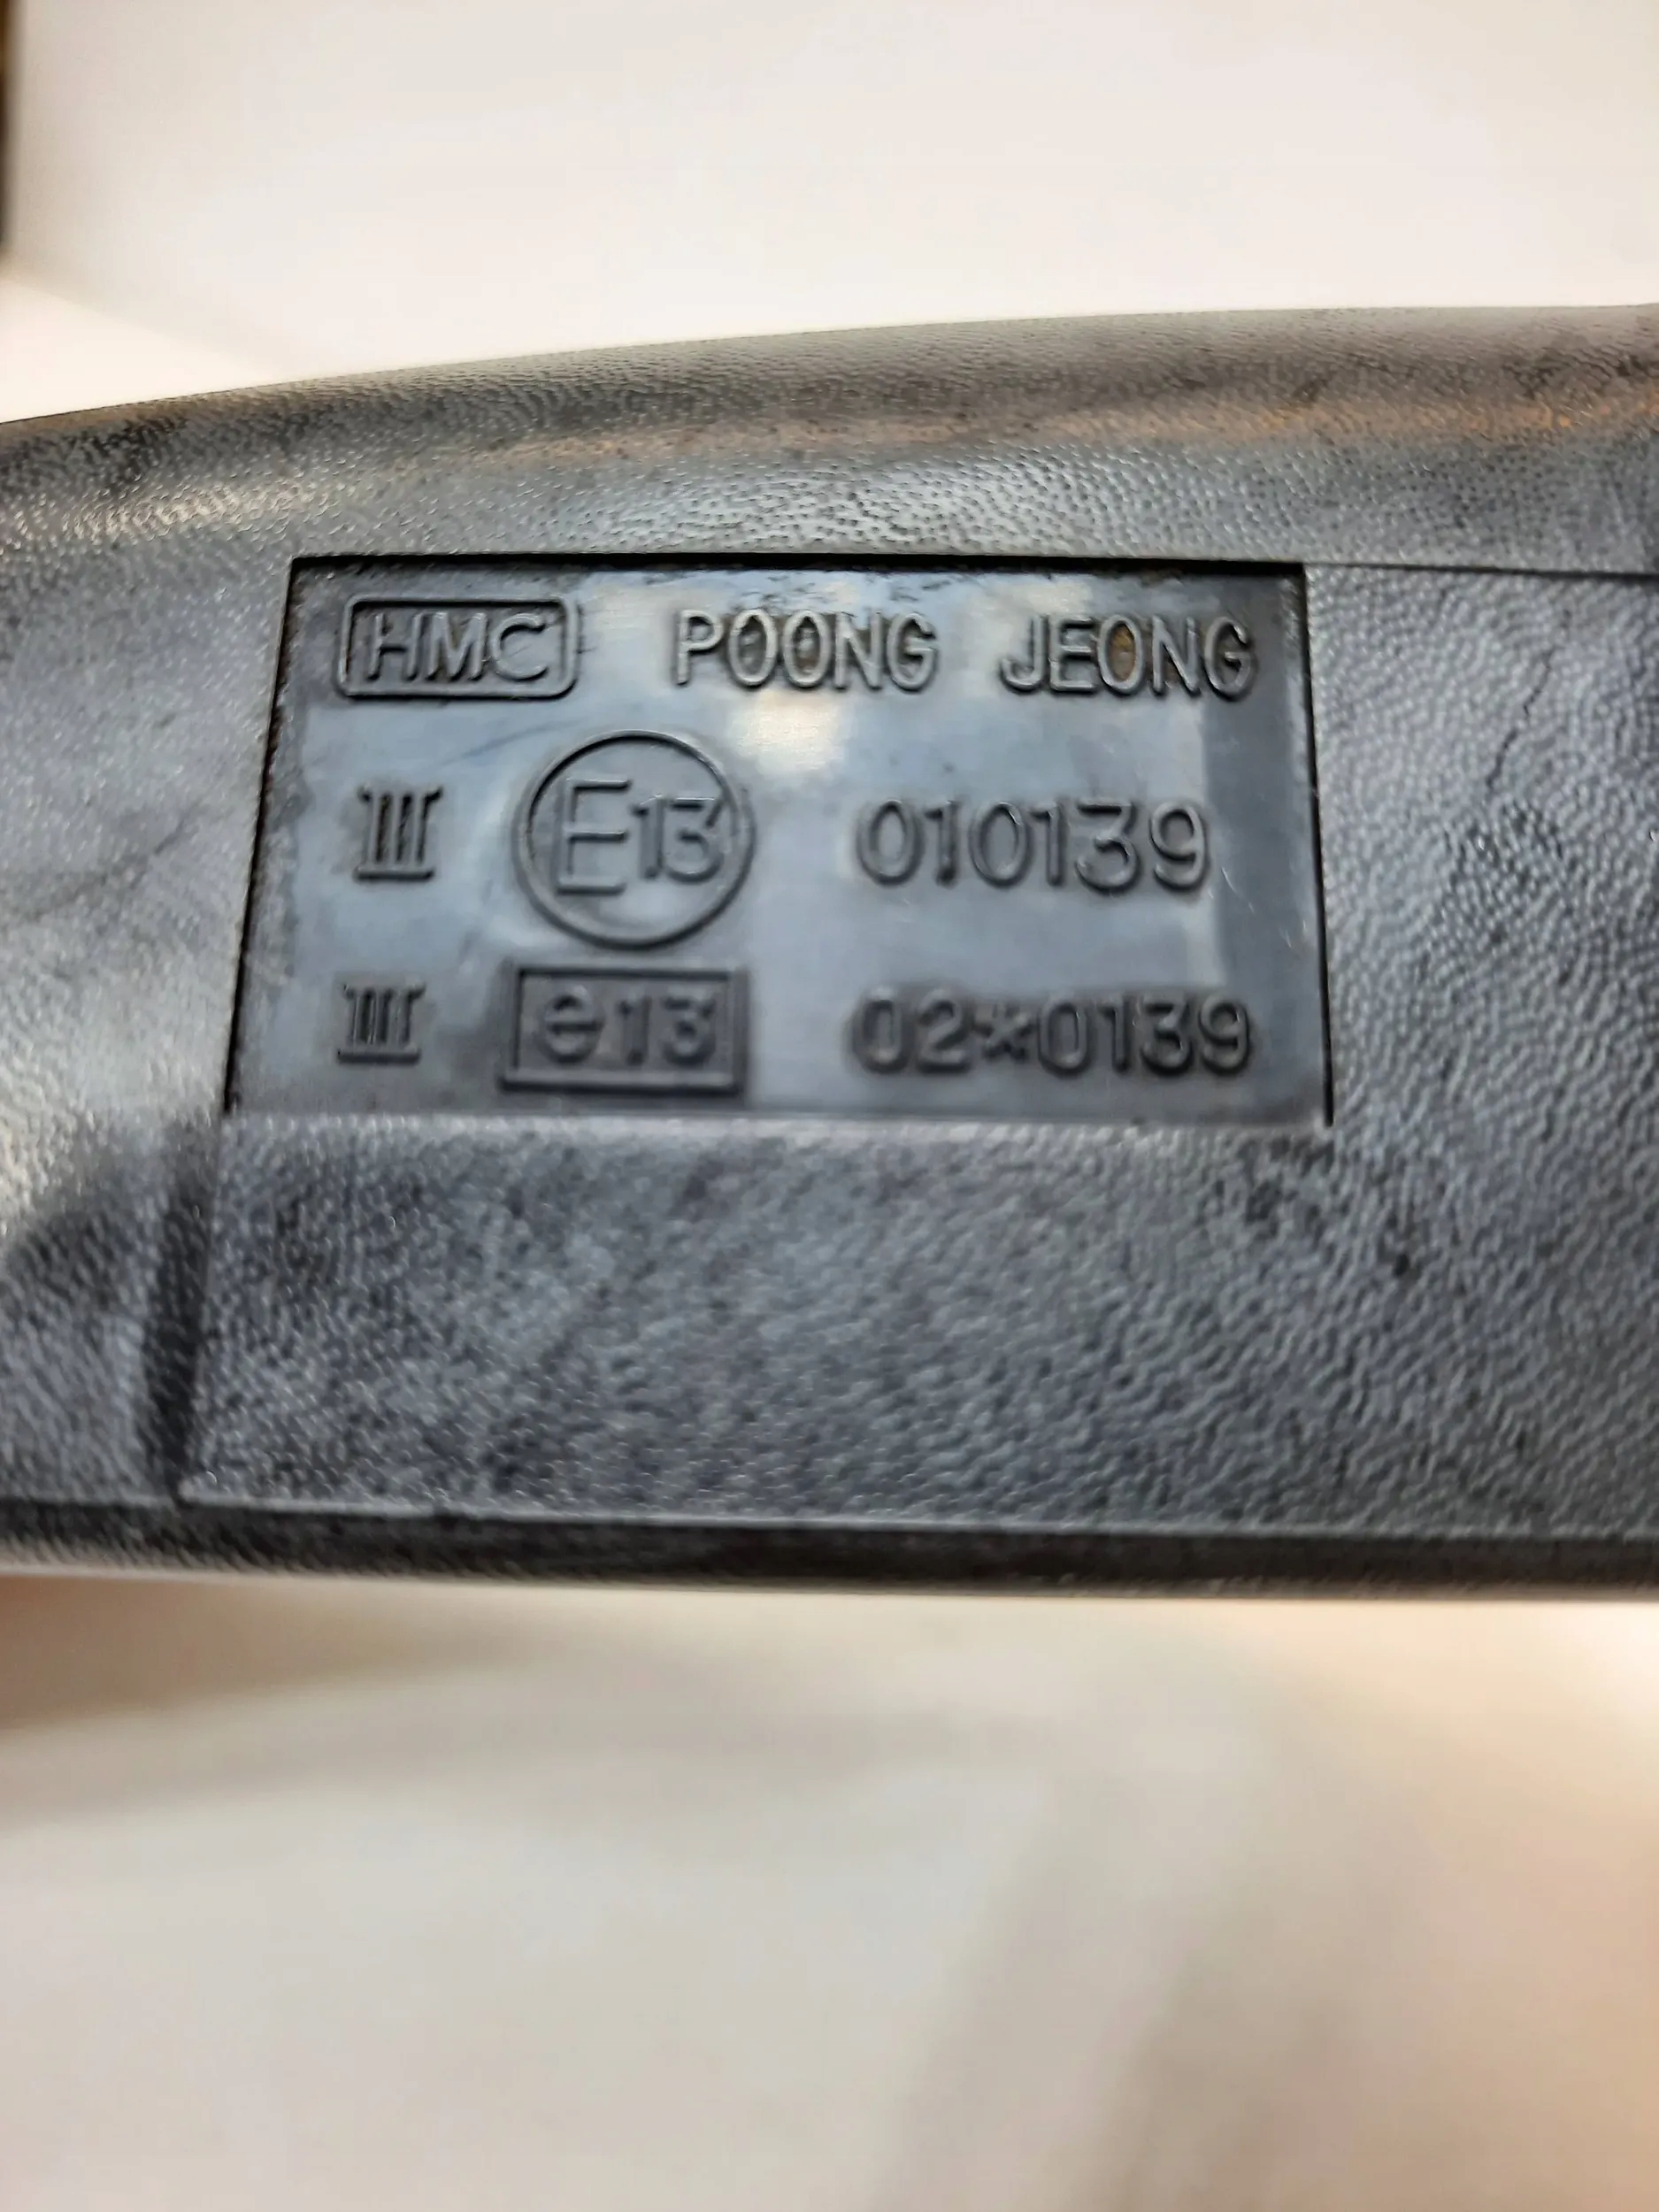 HMC POONG JEONG
III E13 010139
III e13 02*0139